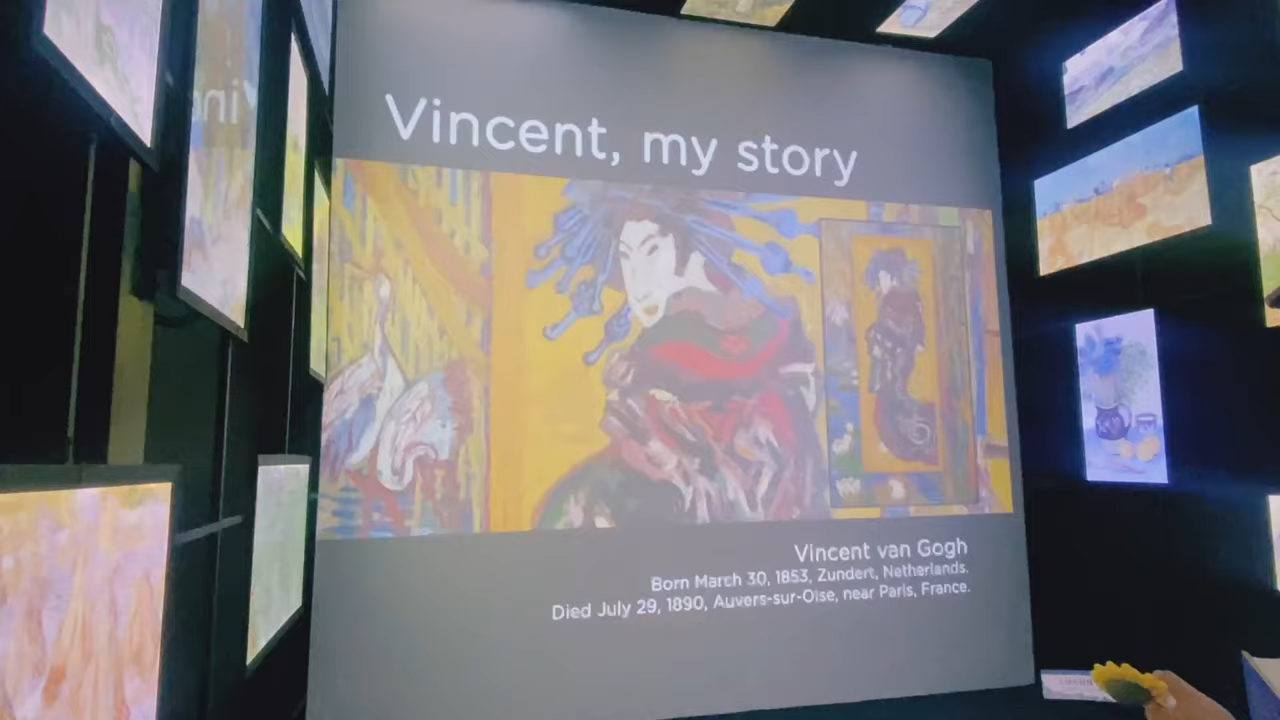 Vincent, my story
Vincent van Gogh
Born March 30, 1853, Zundert, Netherlands.
Died July 29, 1890, Auvers-sur-Oise, near Paris, France.